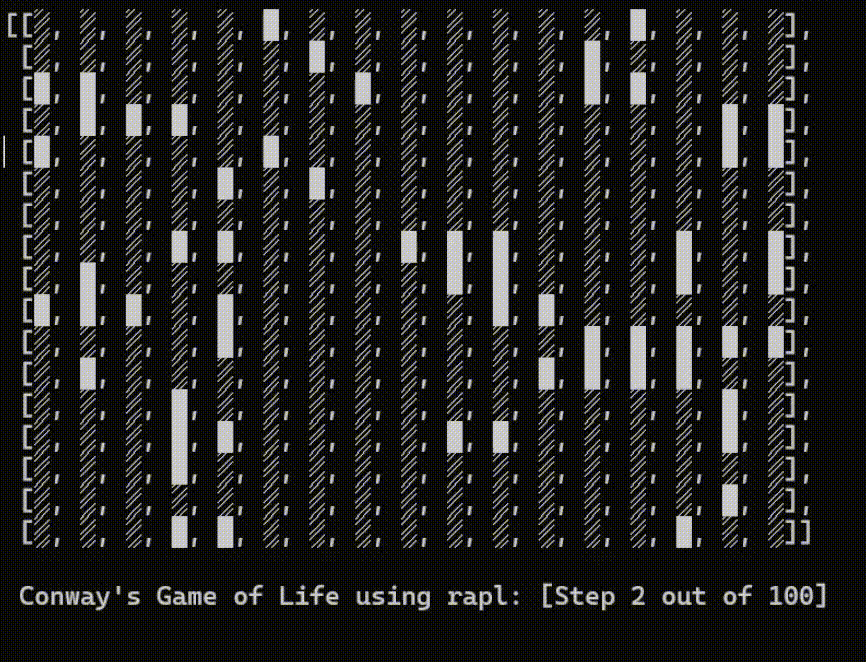 [[░, ░, ░, ░, ░, █, ░, ░, ░, ░, ░, ░, ░, █, ░, ░, ░],
[░, ░, ░, ░, ░, ░, █, ░, ░, ░, ░, ░, █, ░, ░, ░, ░],
[█, █, ░, ░, ░, ░, ░, █, ░, ░, ░, ░, █, █, ░, ░, ░],
[░, █, █, █, ░, ░, ░, ░, ░, ░, ░, ░, ░, ░, ░, █, █],
[█, ░, ░, ░, ░, █, ░, ░, ░, ░, ░, ░, ░, ░, ░, █, █],
[░, ░, ░, ░, █, ░, █, ░, ░, ░, ░, ░, ░, ░, ░, ░, ░],
[░, ░, ░, ░, ░, ░, ░, ░, ░, ░, ░, ░, ░, ░, ░, ░, ░],
[░, ░, ░, █, █, ░, ░, ░, █, █, █, ░, ░, ░, █, ░, █],
[░, █, ░, ░, ░, ░, ░, ░, ░, █, █, ░, ░, ░, █, ░, █],
[█, █, █, ░, █, ░, ░, ░, ░, ░, █, █, ░, ░, ░, ░, ░],
[░, ░, ░, ░, █, ░, ░, ░, ░, ░, ░, ░, █, █, █, █, █],
[░, █, ░, ░, ░, ░, ░, ░, ░, ░, ░, █, █, █, █, ░, ░],
[░, ░, ░, █, ░, ░, ░, ░, ░, ░, ░, ░, ░, ░, ░, █, ░],
[░, ░, ░, █, █, ░, ░, ░, ░, █, █, ░, ░, ░, ░, █, ░],
[░, ░, ░, █, ░, ░, ░, ░, ░, ░, ░, ░, ░, ░, ░, ░, ░],
[░, ░, ░, ░, ░, ░, ░, ░, ░, ░, ░, ░, ░, ░, ░, █, ░],
[░, ░, ░, █, █, ░, ░, ░, ░, ░, ░, ░, ░, ░, █, ░, ░]]
Conway's Game of Life using rapl: [Step 2 out of 100]